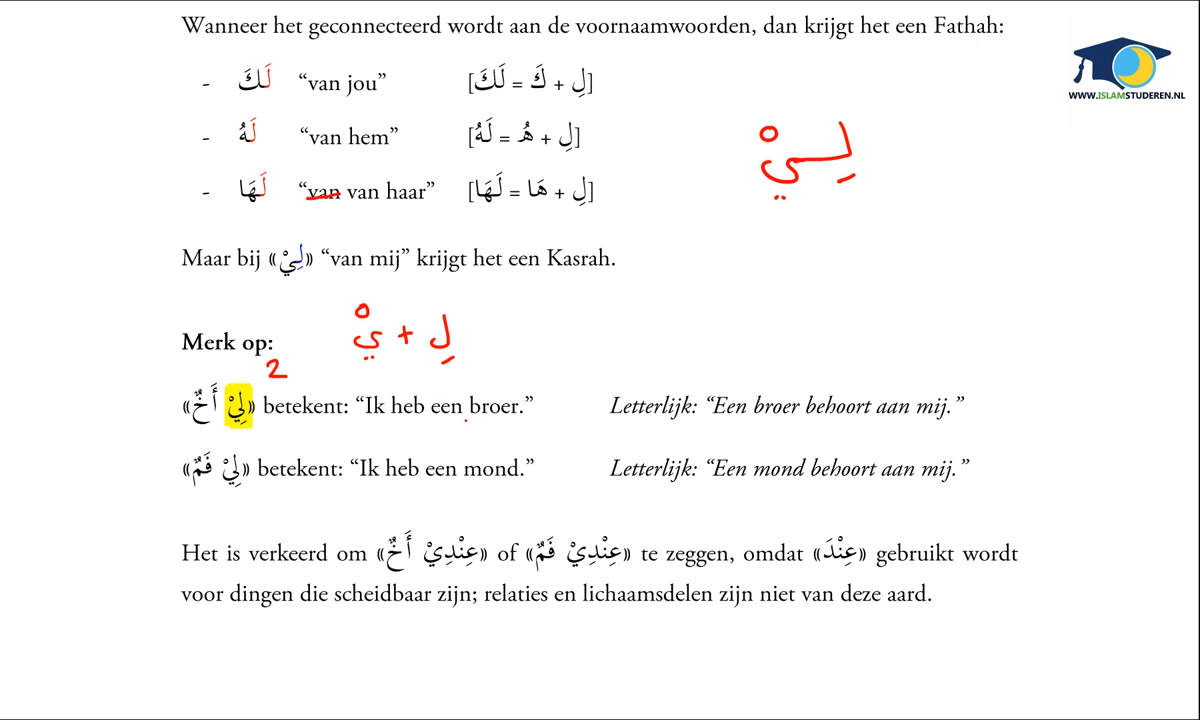 Wanneer het geconnecteerd wordt aan de voornaamwoorden, dan krijgt het een Fathah:
WWW.ISLAMSTUDEREN.NL
- لَكَ “van jou” [لِ + كَ = لَكَ]
- لَهُ “van hem” [لِ + هُ = لَهُ]
لِيْ
- لَهَا “van van haar” [لِ + هَا = لَهَا]
Maar bij «لِيْ» “van mij” krijgt het een Kasrah.
لِ + يْ
Merk op:
2
«لِيْ أَخٌ» betekent: “Ik heb een broer.” Letterlijk: “Een broer behoort aan mij.”
«لِيْ فَمٌ» betekent: “Ik heb een mond.” Letterlijk: “Een mond behoort aan mij.”
Het is verkeerd om «عِنْدِيْ أَخٌ» of «عِنْدِيْ فَمٌ» te zeggen, omdat «عِنْدَ» gebruikt wordt
voor dingen die scheidbaar zijn; relaties en lichaamsdelen zijn niet van deze aard.